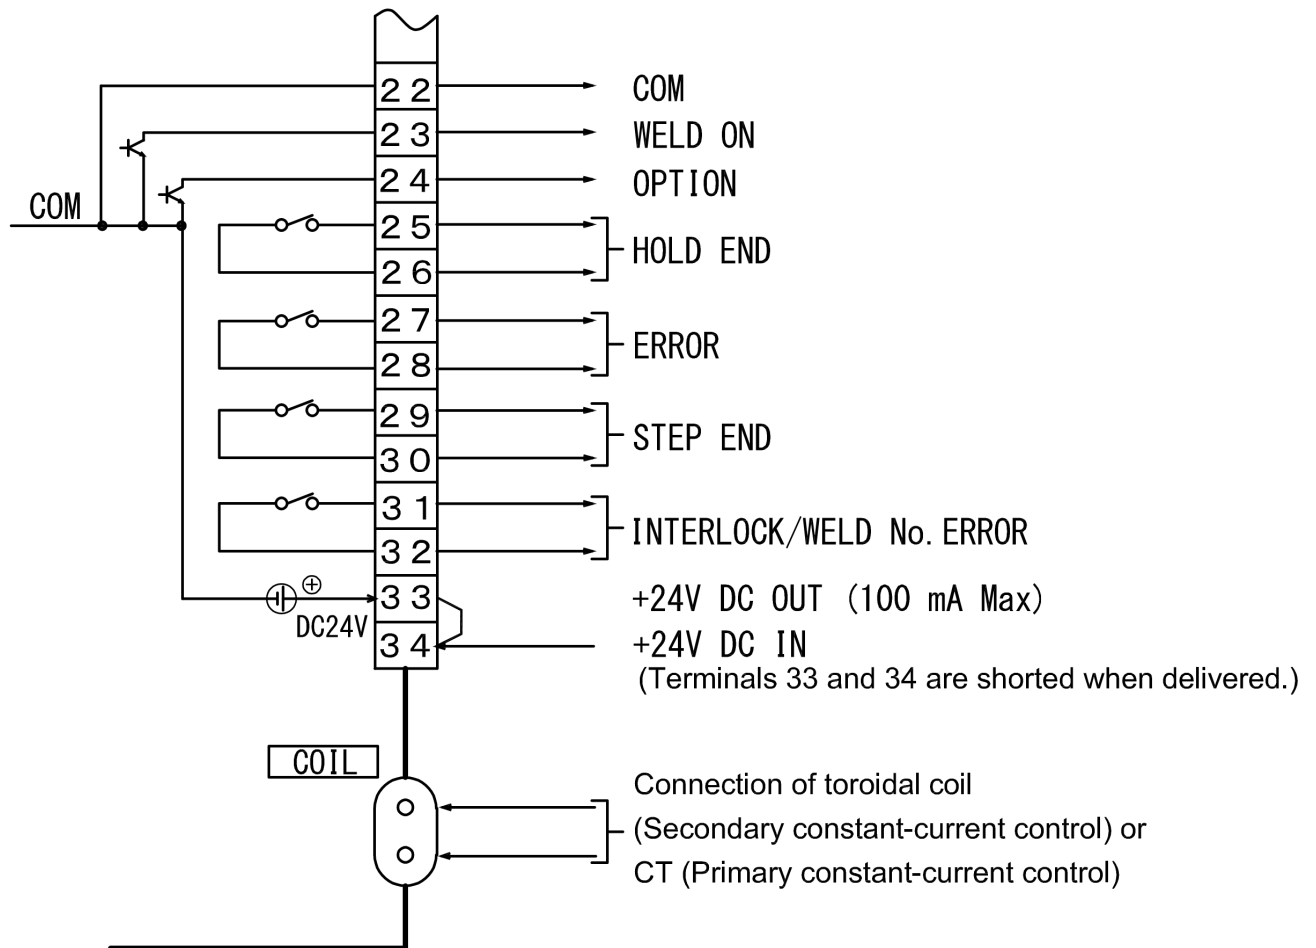 22 COM
23 WELD ON
24 OPTION
COM
25
HOLD END
26
27
ERROR
28
29
STEP END
30
31
INTERLOCK/WELD No. ERROR
32
33 +24V DC OUT (100 mA Max)
DC24V
34 +24V DC IN
(Terminals 33 and 34 are shorted when delivered.)
COIL
Connection of toroidal coil
(Secondary constant-current control) or
CT (Primary constant-current control)